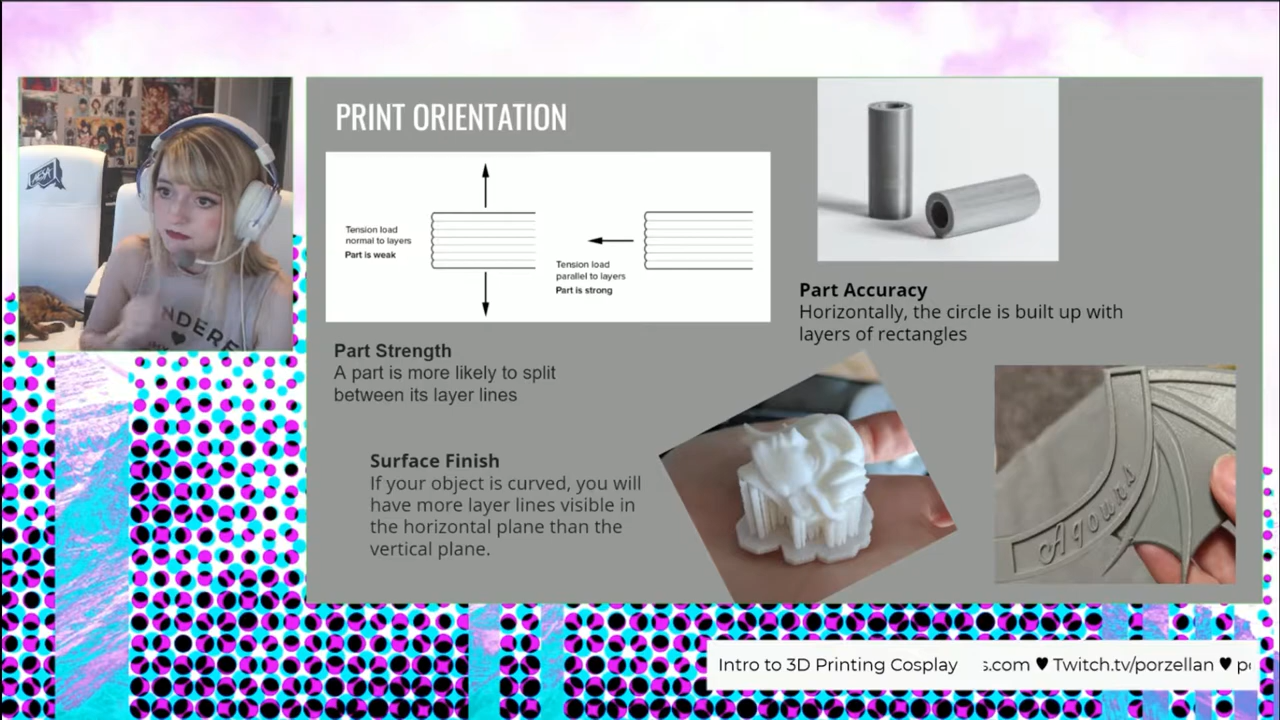 PRINT ORIENTATION
Tension load
normal to layers
Part is weak
Tension load
parallel to layers
Part is strong
Part Strength
A part is more likely to split
between its layer lines
Surface Finish
If your object is curved, you will
have more layer lines visible in
the horizontal plane than the
vertical plane.
Part Accuracy
Horizontally, the circle is built up with
layers of rectangles
Aqours
NDERE
Intro to 3D Printing Cosplay
s.com ♥ Twitch.tv/porzellan ♥ p